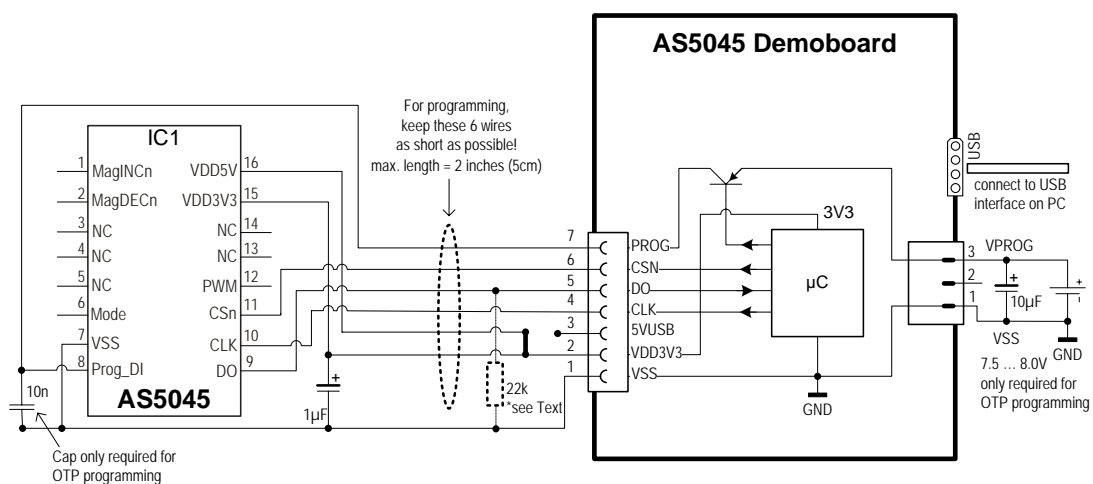 AS5045 Demoboard
For programming,
keep these 6 wires
as short as possible!
max. length = 2 inches (5cm)
IC1
1 MagINCn
2 MagDECn
3 NC
4 NC
5 NC
6 Mode
7 VSS
8 Prog_DI
VDD5V 16
VDD3V3 15
NC 14
NC 13
PWM 12
CSn 11
CLK 10
DO 9
AS5045
10n
Cap only required for
OTP programming
1µF
+
22k
*see Text
7 PROG
6 CSN
5 DO
4 CLK
3 5VUSB
2 VDD3V3
1 VSS
3V3
µC
GND
USB
connect to USB
interface on PC
3 VPROG
2
1
+
10µF
+
-
VSS
GND
7.5 ... 8.0V
only required for
OTP programming